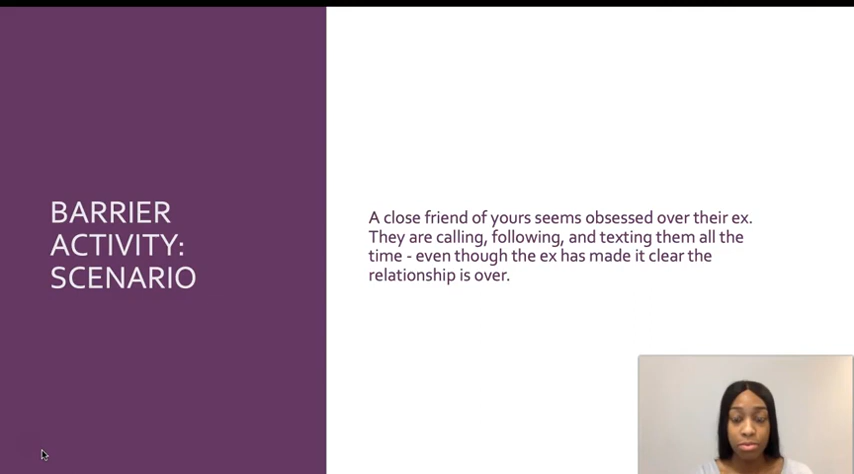 BARRIER
ACTIVITY:
SCENARIO
A close friend of yours seems obsessed over their ex.
They are calling, following, and texting them all the
time - even though the ex has made it clear the
relationship is over.